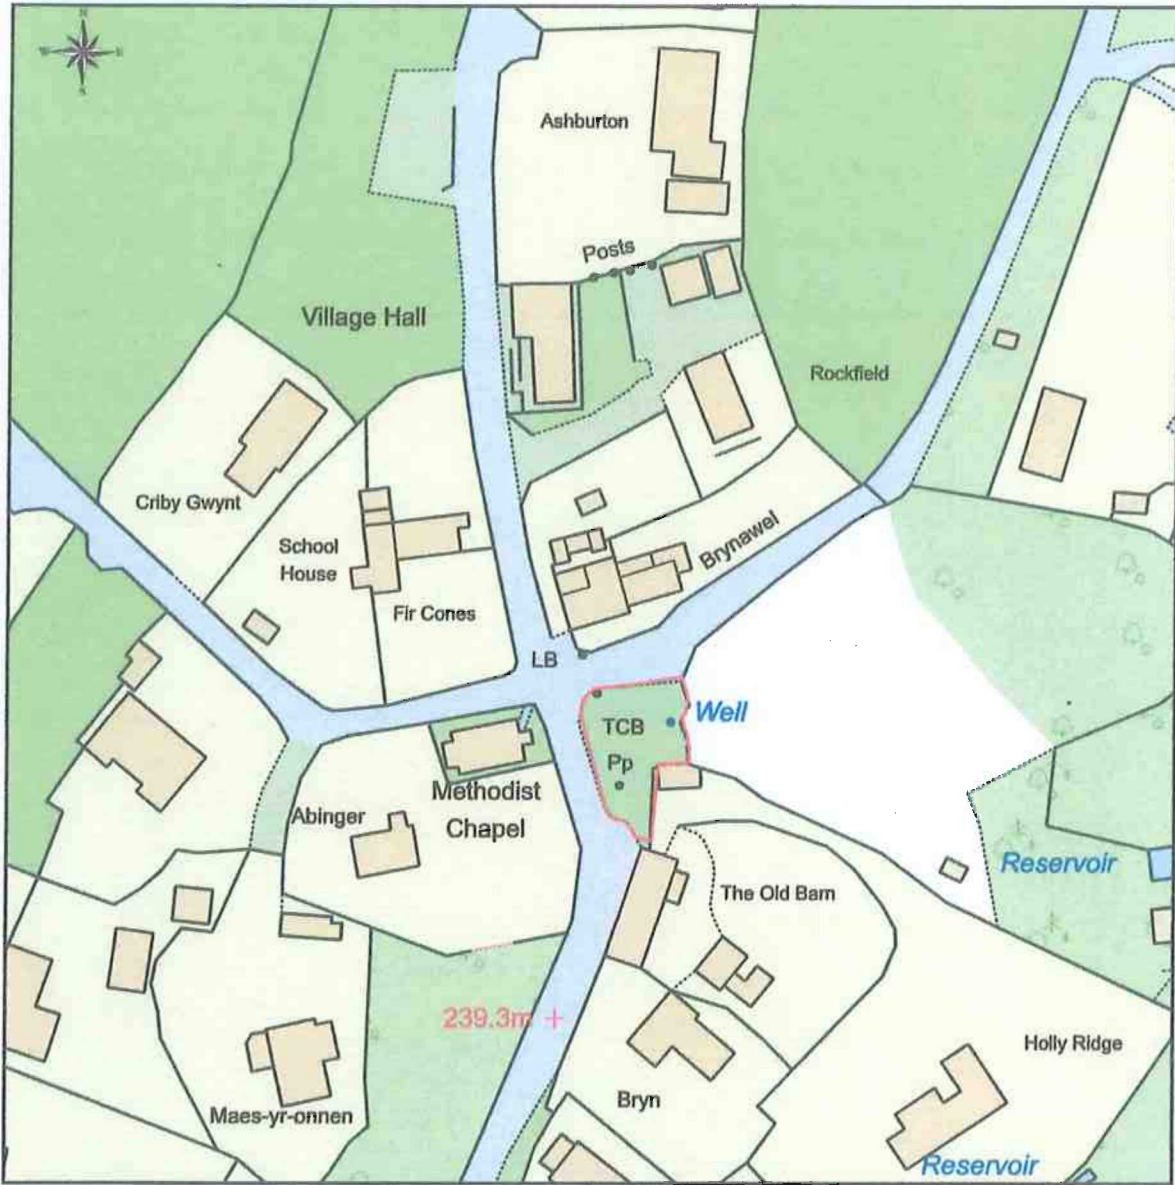 N
S
Ashburton
Posts
Village Hall
Rockfield
Criby Gwynt
School
House
Brynawel
Fir Cones
LB
Well
TCB
Pp
Methodist
Chapel
Abinger
Reservoir
The Old Barn
239.3m
Holly Ridge
Bryn
Maes-yr-onnen
Reservoir